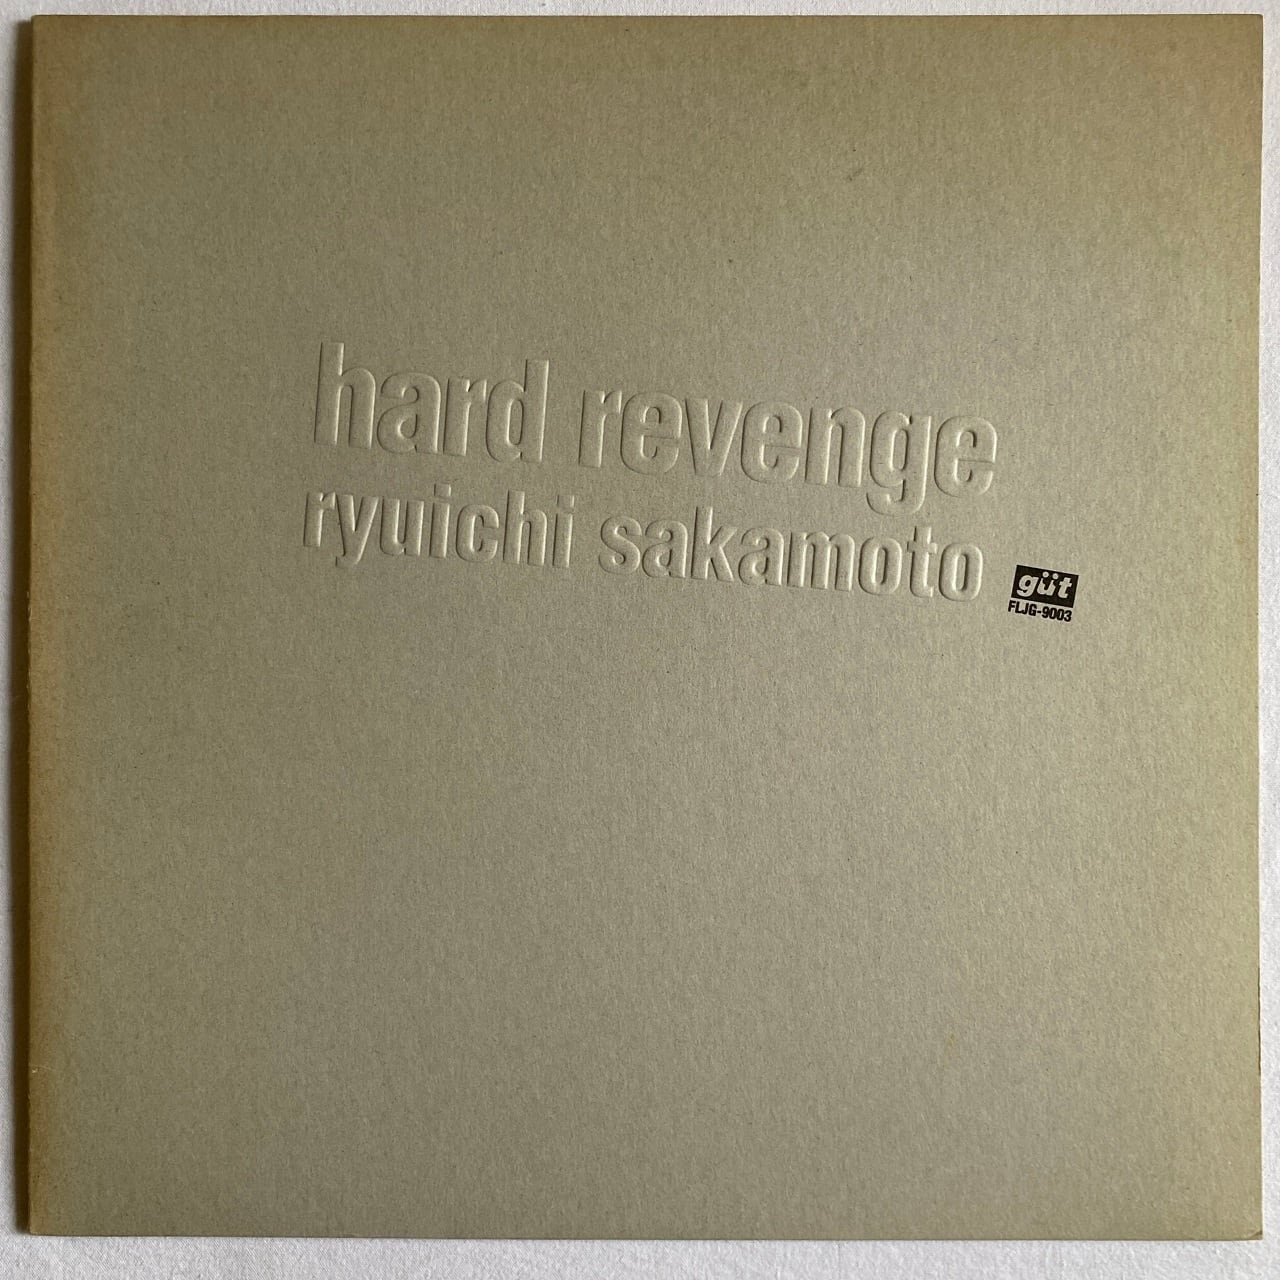 hard revenge
ryuichi sakamoto
güt
FLJG-9003